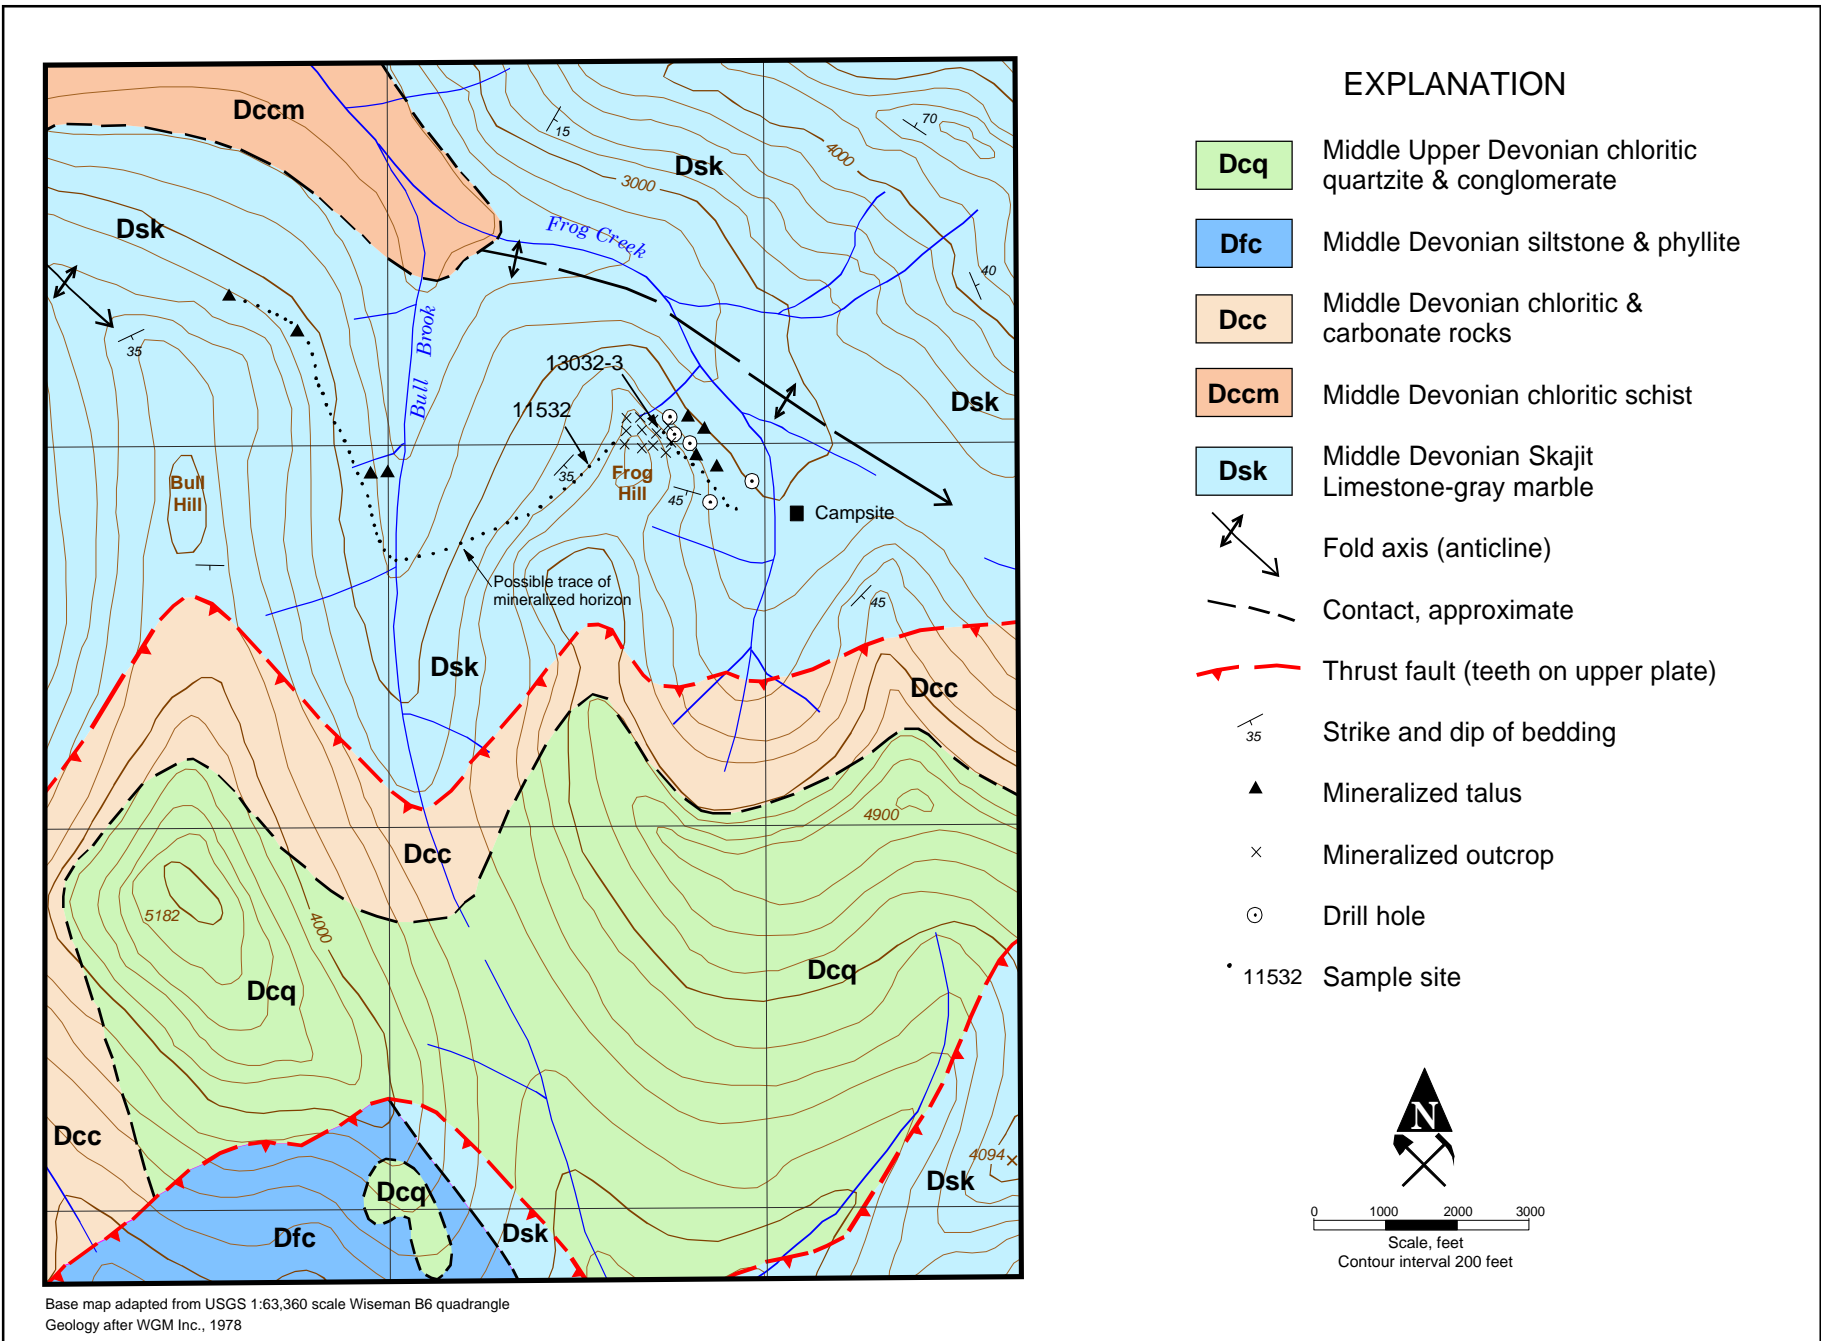 EXPLANATION
Dcq
Middle Upper Devonian chloritic
quartzite & conglomerate
Dfc
Middle Devonian siltstone & phyllite
Dcc
Middle Devonian chloritic &
carbonate rocks
Dccm
Middle Devonian chloritic schist
Dsk
Middle Devonian Skajit
Limestone-gray marble
Fold axis (anticline)
Contact, approximate
Thrust fault (teeth on upper plate)
35
Strike and dip of bedding
Mineralized talus
Mineralized outcrop
Drill hole
11532
Sample site
N
0 1000 2000 3000
Scale, feet
Contour interval 200 feet
Dccm
15
70
4000
Dsk
3000
Dsk
Frog Creek
40
Bull Brook
35
13032-3
11532
Dsk
Bull
Hill
35
Frog
Hill
45
Campsite
Possible trace of
mineralized horizon
45
Dsk
Dcc
4900
Dcc
5182
4000
Dcq
Dcq
Dcc
4094
Dsk
Dcq
Dsk
Dfc
Base map adapted from USGS 1:63,360 scale Wiseman B6 quadrangle
Geology after WGM Inc., 1978